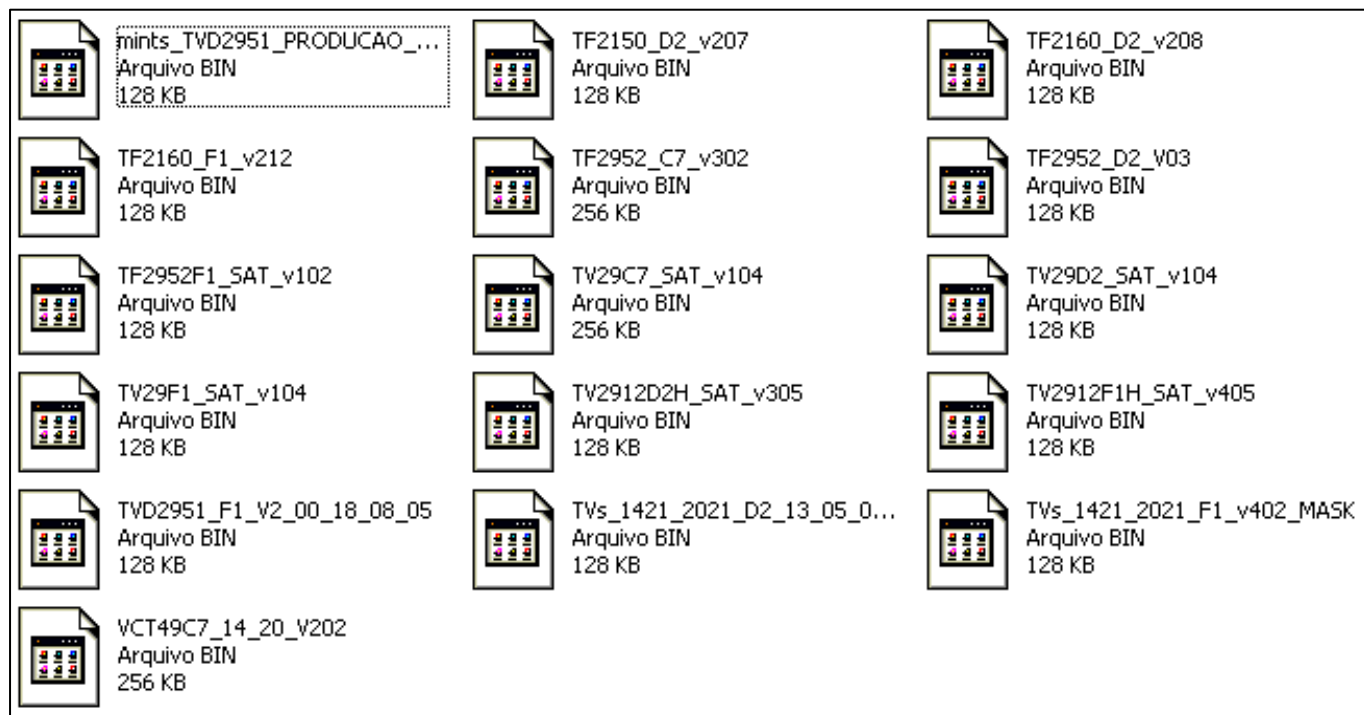 mints_TVD2951_PRODUCAO_...
Arquivo BIN
128 KB
TF2150_D2_v207
Arquivo BIN
128 KB
TF2160_D2_v208
Arquivo BIN
128 KB
TF2160_F1_v212
Arquivo BIN
128 KB
TF2952_C7_v302
Arquivo BIN
256 KB
TF2952_D2_V03
Arquivo BIN
128 KB
TF2952F1_SAT_v102
Arquivo BIN
128 KB
TV29C7_SAT_v104
Arquivo BIN
256 KB
TV29D2_SAT_v104
Arquivo BIN
128 KB
TV29F1_SAT_v104
Arquivo BIN
128 KB
TV2912D2H_SAT_v305
Arquivo BIN
128 KB
TV2912F1H_SAT_v405
Arquivo BIN
128 KB
TVD2951_F1_V2_00_18_08_05
Arquivo BIN
128 KB
TVs_1421_2021_D2_13_05_0...
Arquivo BIN
128 KB
TVs_1421_2021_F1_v402_MASK
Arquivo BIN
128 KB
VCT49C7_14_20_V202
Arquivo BIN
256 KB